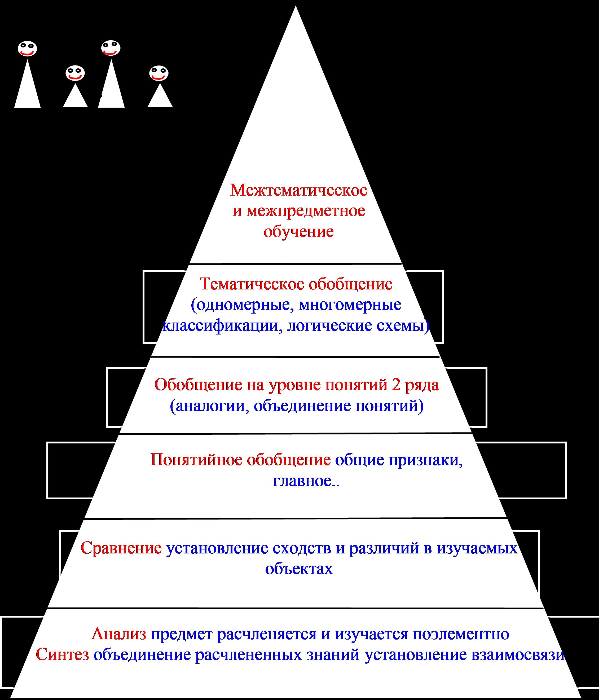 Межтематическое
и межпредметное
обучение
Тематическое обобщение
(одномерные, многомерные
классификации, логические схемы)
Обобщение на уровне понятий 2 ряда
(аналогии, объединение понятий)
Понятийное обобщение общие признаки,
главное..
Сравнение установление сходств и различий в изучаемых
объектах
Анализ предмет расчленяется и изучается поэлементно
Синтез объединение расчлененных знаний установление взаимосвязи